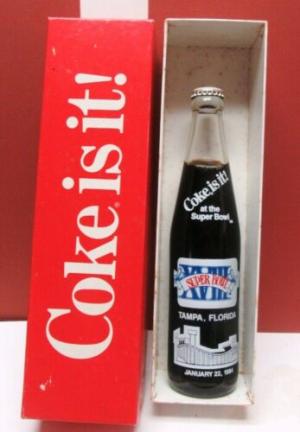 Coke is it!
Coke is it!
at the
Super Bowl
XVIII
SUPER BOWL
TAMPA, FLORIDA
JANUARY 22, 1984